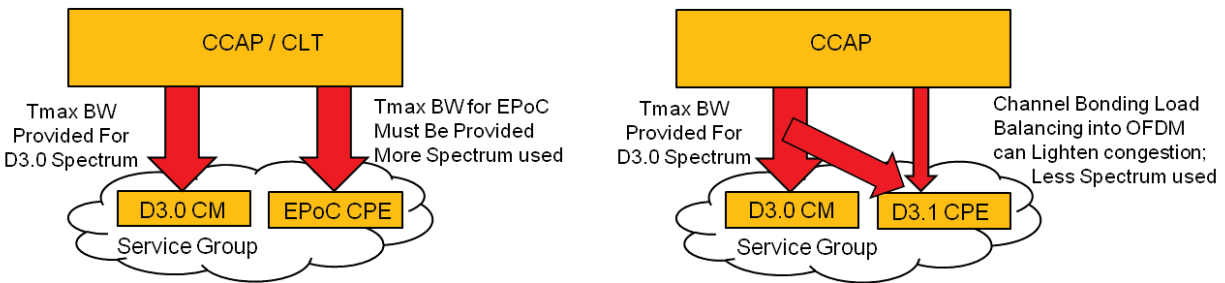 CCAP / CLT
Tmax BW
Provided For
D3.0 Spectrum
Tmax BW for EPoC
Must Be Provided
More Spectrum used
D3.0 CM
EPoC CPE
Service Group
CCAP
Tmax BW
Provided For
D3.0 Spectrum
Channel Bonding Load
Balancing into OFDM
can Lighten congestion;
Less Spectrum used
D3.0 CM
D3.1 CPE
Service Group